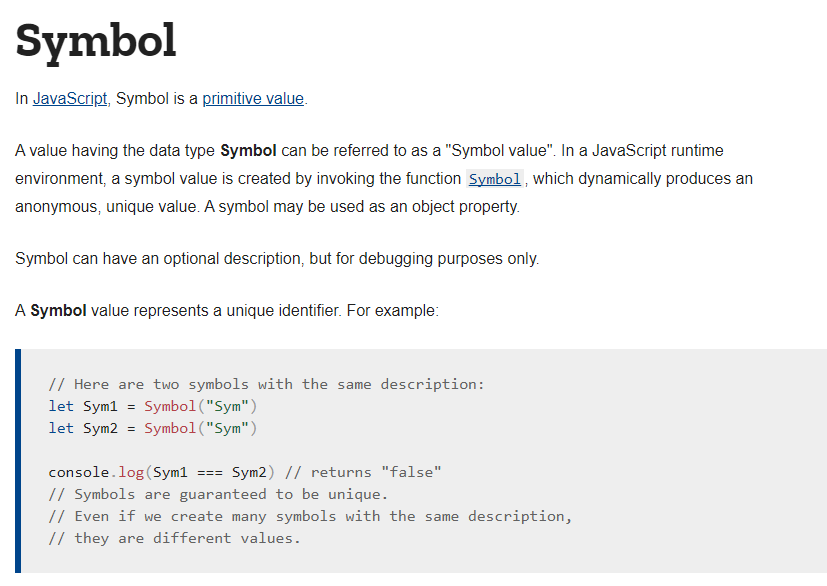 Symbol
In JavaScript, Symbol is a primitive value.
A value having the data type Symbol can be referred to as a "Symbol value". In a JavaScript runtime
environment, a symbol value is created by invoking the function Symbol, which dynamically produces an
anonymous, unique value. A symbol may be used as an object property.
Symbol can have an optional description, but for debugging purposes only.
A Symbol value represents a unique identifier. For example:
// Here are two symbols with the same description:
let Sym1 = Symbol("Sym")
let Sym2 = Symbol("Sym")
console.log(Sym1 === Sym2) // returns "false"
// Symbols are guaranteed to be unique.
// Even if we create many symbols with the same description,
// they are different values.